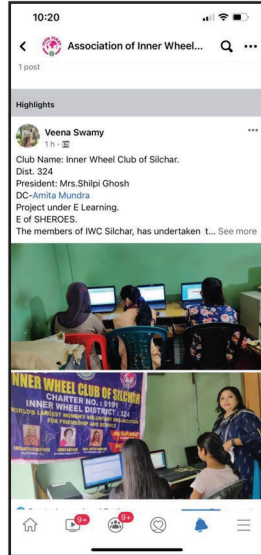 10:20
Association of Inner Wheel...
1 post
Highlights
Veena Swamy
1 h
Club Name: Inner Wheel Club of Silchar.
Dist. 324
President: Mrs.Shilpi Ghosh
DC-Amita Mundra
Project under E Learning.
E of SHEROES.
The members of IWC Silchar, has undertaken t... See more
INNER WHEEL CLUB OF SILCHAR
CHARTER NO. : 5191
INNER WHEEL DISTRICT : 324
WORLD'S LARGEST WOMEN'S VOLUNTARY ORGANISATION
FOR FRIENDSHIP AND SERVICE
9+
9+